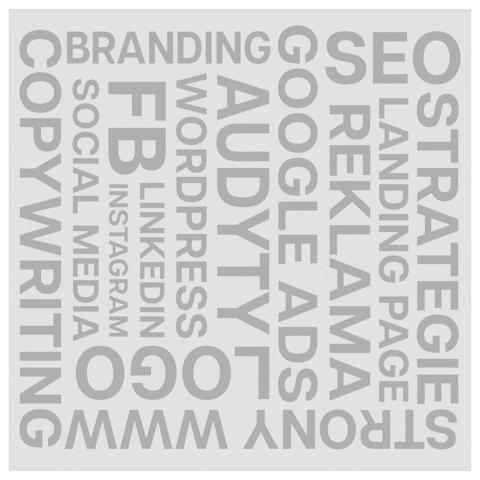 COPYWRITING
BRANDING
GOOGLE ADS
SEO
SOCIAL MEDIA
FB
WORDPRESS
AUDYTY
REKLAMA
LANDING PAGE
STRATEGIE
INSTAGRAM
LINKEDIN
LOGO
STRONY WWW